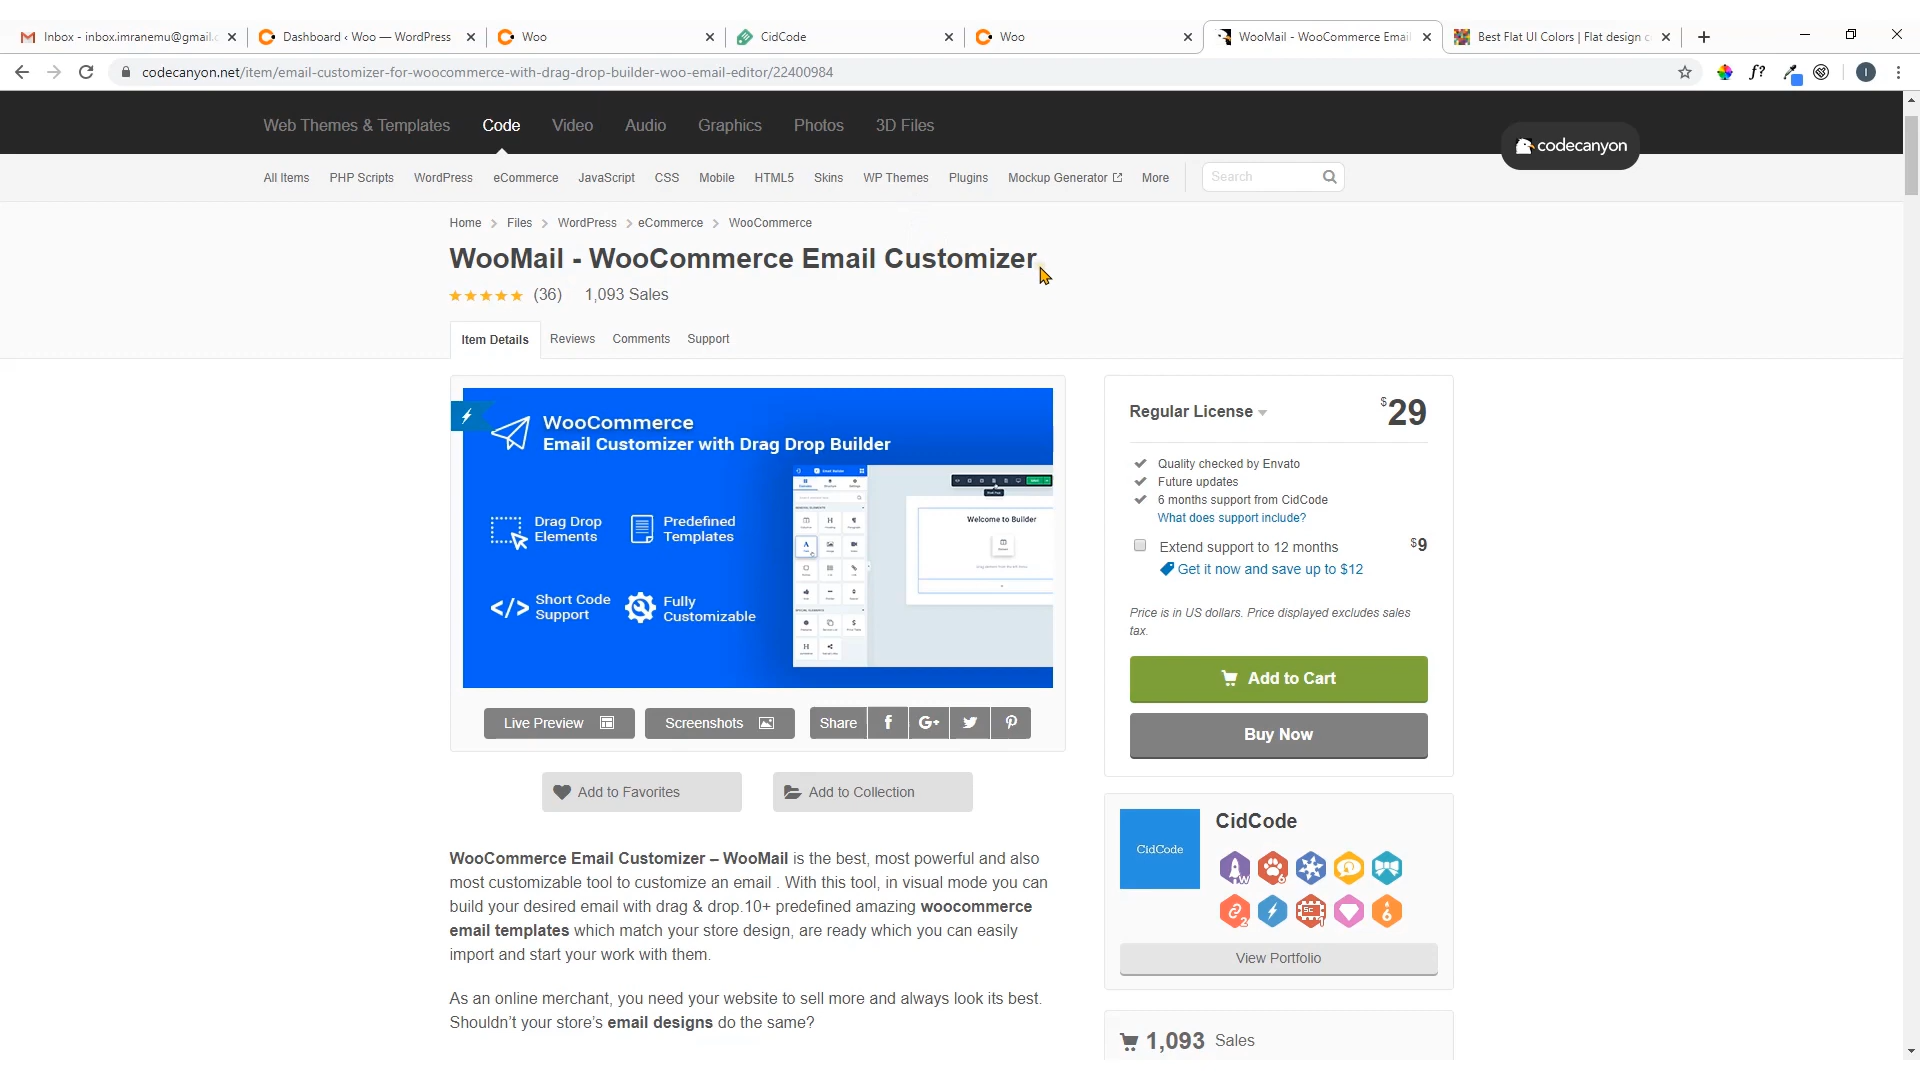 Inbox - inbox.imranemu@gmail.c
Dashboard ‹ Woo — WordPress
Woo
CidCode
Woo
WooMail - WooCommerce Email
Best Flat UI Colors | Flat design c
codecanyon.net/item/email-customizer-for-woocommerce-with-drag-drop-builder-woo-email-editor/22400984
f?
I
Web Themes & Templates Code Video Audio Graphics Photos 3D Files
codecanyon
All Items PHP Scripts WordPress eCommerce JavaScript CSS Mobile HTML5 Skins WP Themes Plugins Mockup Generator More
Search
Home > Files > WordPress > eCommerce > WooCommerce
WooMail - WooCommerce Email Customizer
(36) 1,093 Sales
Item Details Reviews Comments Support
WooCommerce
Email Customizer with Drag Drop Builder
Drag Drop
Elements
Predefined
Templates
Short Code
Support
Fully
Customizable
Welcome to Builder
Live Preview
Screenshots
Share
Add to Favorites
Add to Collection
WooCommerce Email Customizer – WooMail is the best, most powerful and also
most customizable tool to customize an email . With this tool, in visual mode you can
build your desired email with drag & drop.10+ predefined amazing woocommerce
email templates which match your store design, are ready which you can easily
import and start your work with them.
As an online merchant, you need your website to sell more and always look its best.
Shouldn't your store's email designs do the same?
Regular License $29
Quality checked by Envato
Future updates
6 months support from CidCode
What does support include?
Extend support to 12 months $9
Get it now and save up to $12
Price is in US dollars. Price displayed excludes sales
tax.
Add to Cart
Buy Now
CidCode
CidCode
View Portfolio
1,093 Sales